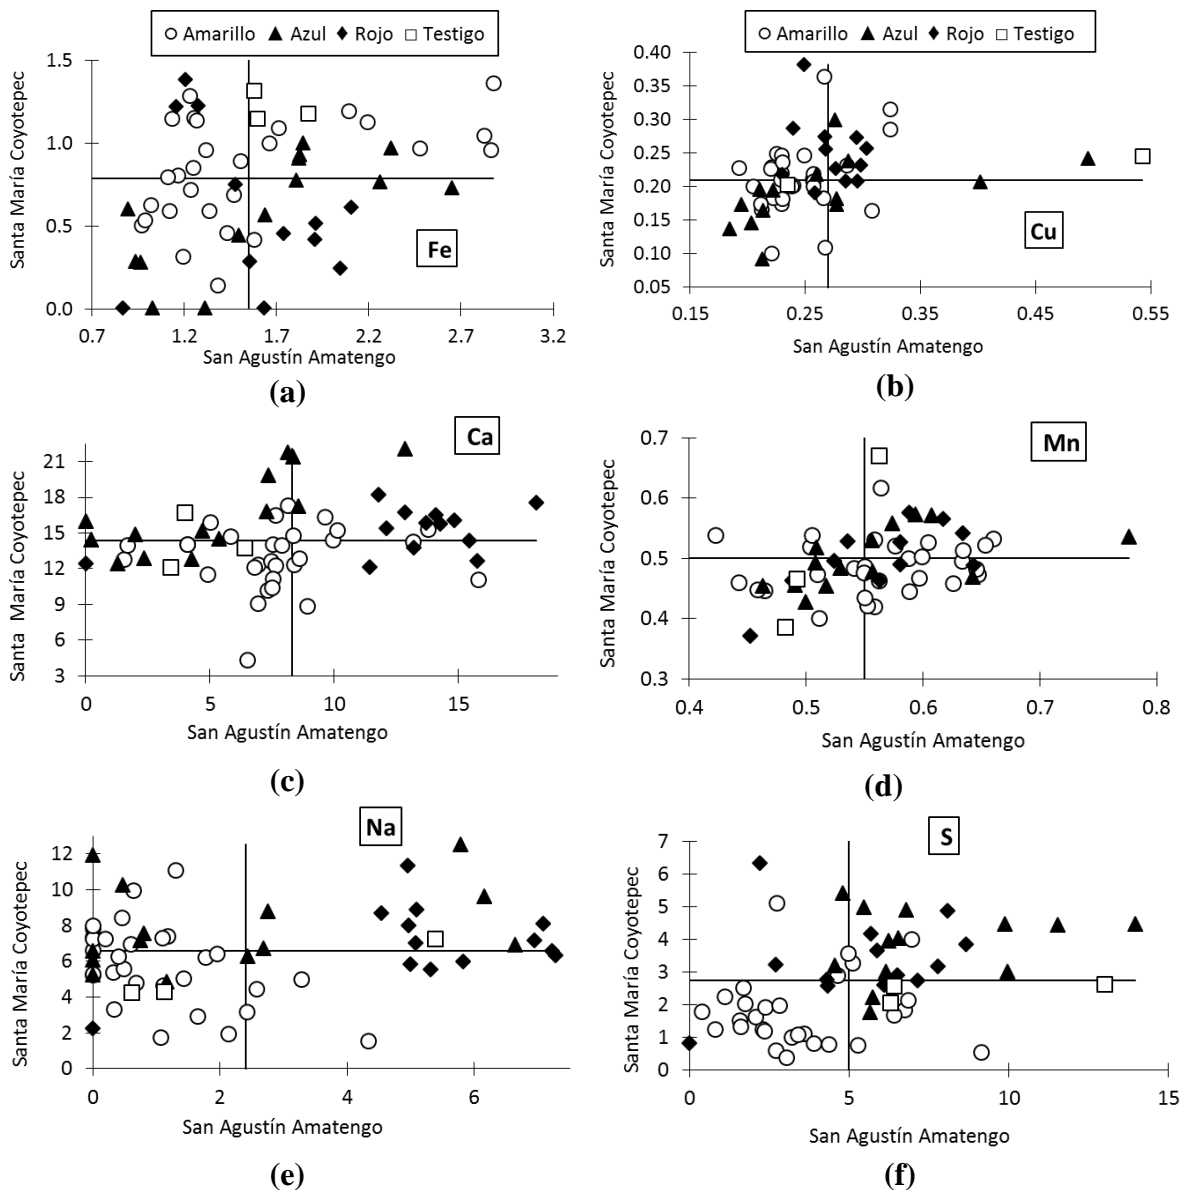 Amarillo Azul Rojo Testigo
Santa María Coyotepec
1.5
1.0
0.5
0.0
0.7 1.2 1.7 2.2 2.7 3.2
Fe
San Agustín Amatengo
(a)
Amarillo Azul Rojo Testigo
Santa María Coyotepec
0.40
0.35
0.30
0.25
0.20
0.15
0.10
0.05
0.15 0.25 0.35 0.45 0.55
Cu
San Agustín Amatengo
(b)
Ca
Santa María Coyotepec
21
18
15
12
9
6
3
0 5 10 15
San Agustín Amatengo
(c)
Mn
Santa María Coyotepec
0.7
0.6
0.5
0.4
0.3
0.4 0.5 0.6 0.7 0.8
San Agustín Amatengo
(d)
Na
Santa María Coyotepec
12
10
8
6
4
2
0
0 2 4 6
San Agustín Amatengo
(e)
S
Santa María Coyotepec
7
6
5
4
3
2
1
0
0 5 10 15
San Agustín Amatengo
(f)